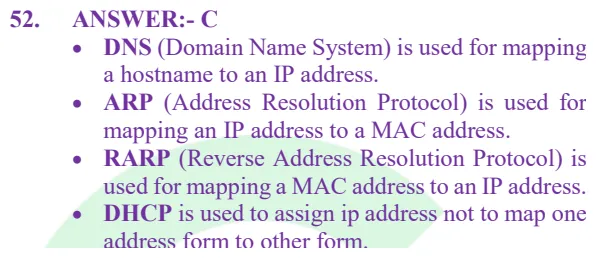 52. ANSWER:- C
• DNS (Domain Name System) is used for mapping
a hostname to an IP address.
• ARP (Address Resolution Protocol) is used for
mapping an IP address to a MAC address.
• RARP (Reverse Address Resolution Protocol) is
used for mapping a MAC address to an IP address.
• DHCP is used to assign ip address not to map one
address form to other form.